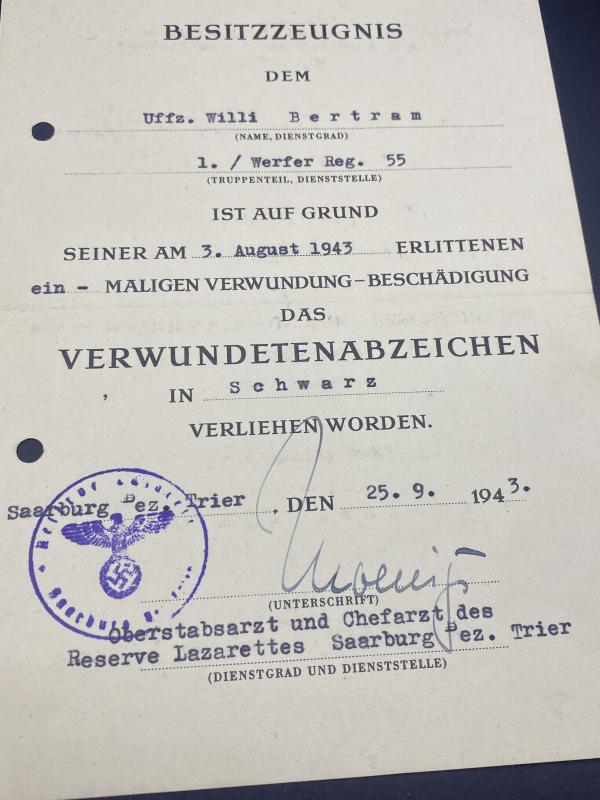 BESITZZEUGNIS
DEM
Uffz. Willi Bertram
(NAME, DIENSTGRAD)
1. / Werfer Reg. 55
(TRUPPENTEIL, DIENSTSTELLE)
IST AUF GRUND
SEINER AM 3. August 1943 ERLITTENEN
ein - MALIGEN VERWUNDUNG-BESCHÄDIGUNG
DAS
VERWUNDETENABZEICHEN
, IN Schwarz
VERLIEHEN WORDEN.
Saarburg Bez. Trier , DEN 25. 9. 1943.
Saarburg
(UNTERSCHRIFT)
Oberstabsarzt und Chefarzt des
Reserve Lazarettes Saarburg Bez. Trier
(DIENSTGRAD UND DIENSTSTELLE)